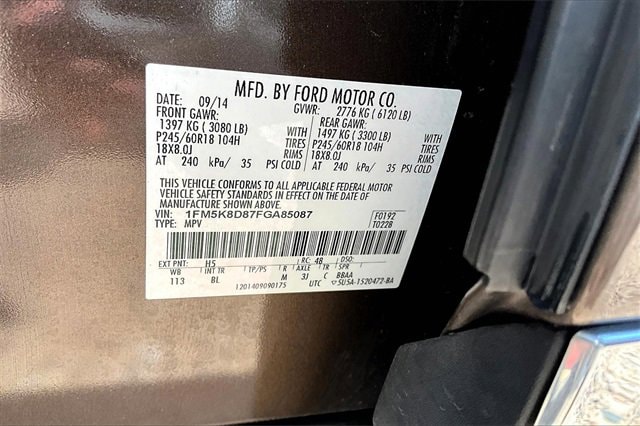 MFD. BY FORD MOTOR CO.
DATE: 09/14 GVWR: 2776 KG ( 6120 LB)
FRONT GAWR: REAR GAWR:
1397 KG ( 3080 LB) WITH 1497 KG ( 3300 LB) WITH
P245/60R18 104H TIRES P245/60R18 104H TIRES
18X8.0J RIMS 18X8.0J RIMS
AT 240 kPa/ 35 PSI COLD AT 240 kPa/ 35 PSI COLD
THIS VEHICLE CONFORMS TO ALL APPLICABLE FEDERAL MOTOR
VEHICLE SAFETY STANDARDS IN EFFECT ON THE DATE OF
MANUFACTURE SHOWN ABOVE.
VIN: 1FM5K8D87FGA85087 F0192
TYPE: MPV T022B
EXT PNT: H5 RC: 48 DSO:
WB INT TR TP/PS R AXLE TR SPR
113 BL M 3J C BBAA
1201409090175 UTC 5U5A-1520472-BA